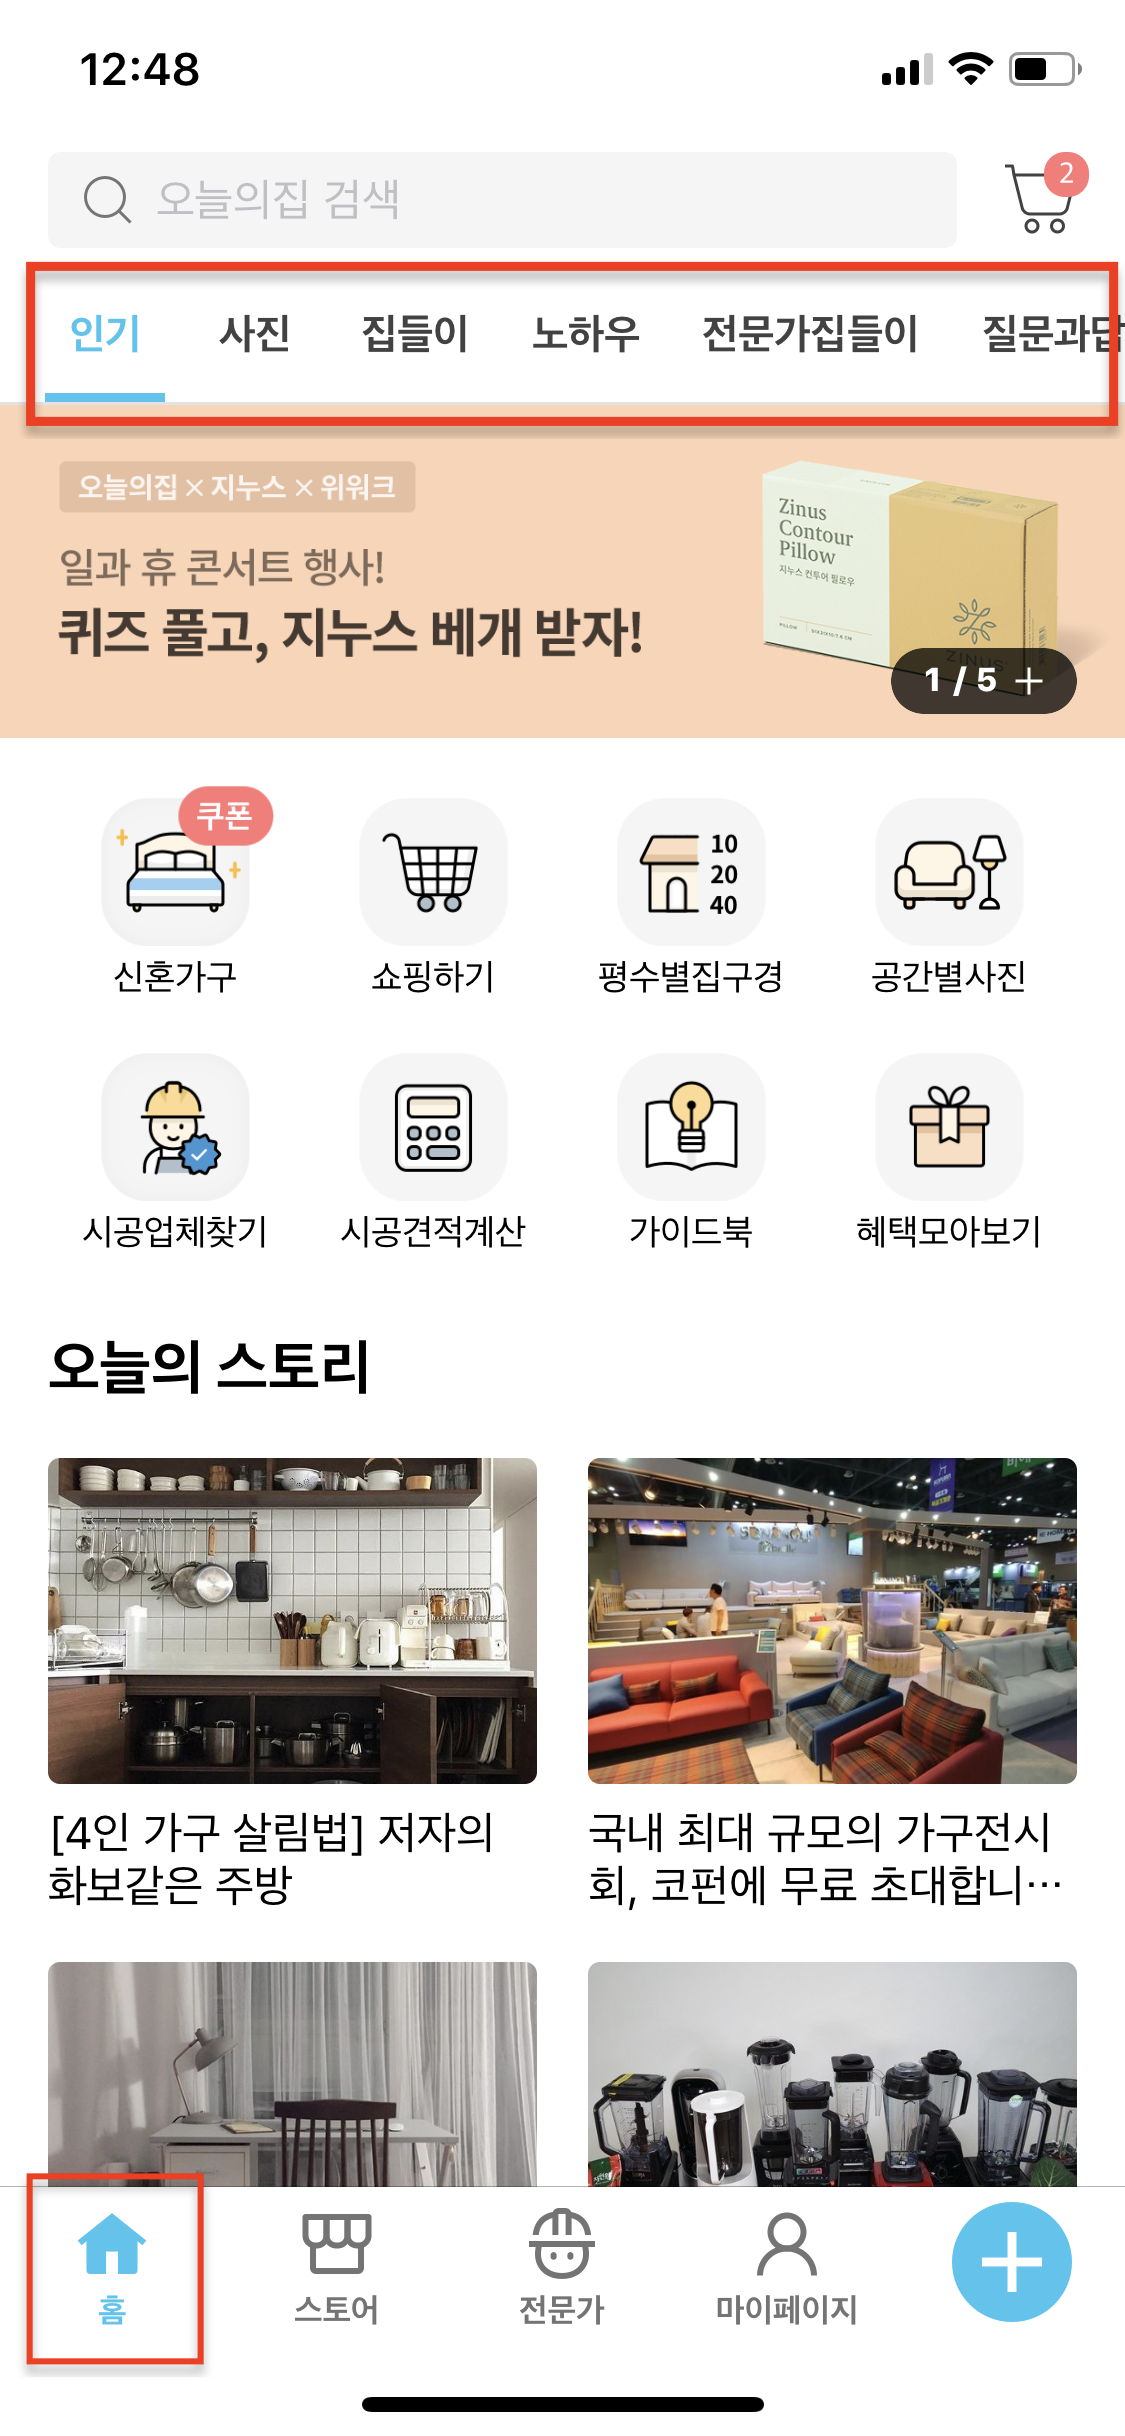 12:48
오늘의집 검색
2
인기 사진 집들이 노하우 전문가집들이 질문과답
오늘의집 × 지누스 × 위워크
일과 휴 콘서트 행사!
퀴즈 풀고, 지누스 베개 받자!
Zinus
Contour
Pillow
지누스 컨투어 필로우
ZINUS
1 / 5 +
쿠폰
10
20
40
신혼가구 쇼핑하기 평수별집구경 공간별사진
시공업체찾기 시공견적계산 가이드북 혜택모아보기
오늘의 스토리
[4인 가구 살림법] 저자의
화보같은 주방
국내 최대 규모의 가구전시
회, 코펀에 무료 초대합니…
홈 스토어 전문가 마이페이지